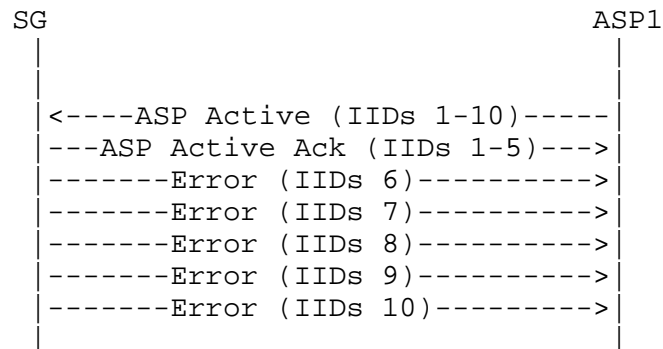 SG ASP1
| |
| |
|<----ASP Active (IIDs 1-10)-----|
|---ASP Active Ack (IIDs 1-5)--->|
|-------Error (IIDs 6)---------->|
|-------Error (IIDs 7)---------->|
|-------Error (IIDs 8)---------->|
|-------Error (IIDs 9)---------->|
|-------Error (IIDs 10)--------->|
| |